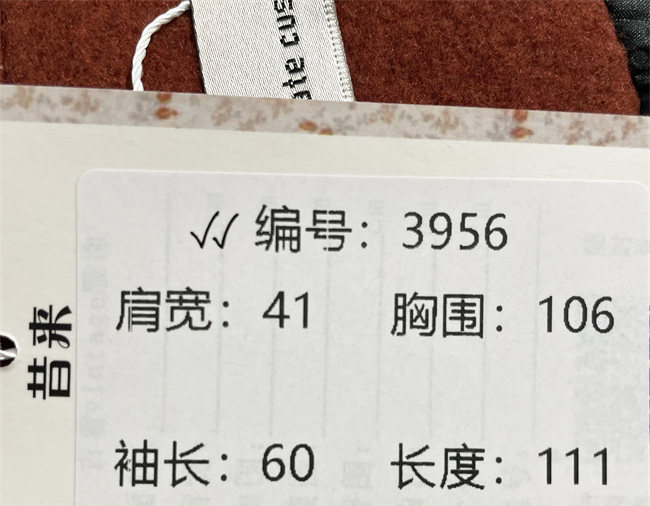 ate cus
✓✓ 编号：3956
肩宽：41 胸围：106
昔来
袖长：60 长度：111